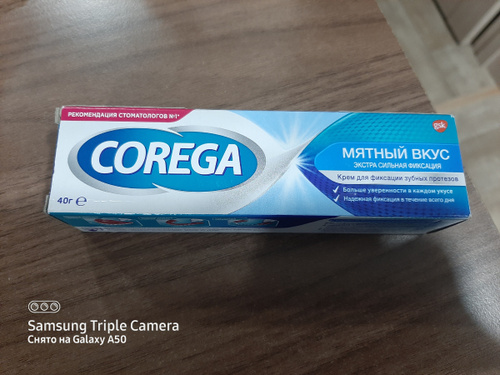 РЕКОМЕНДАЦИЯ СТОМАТОЛОГОВ №1*
COREGA
40г e
gsk
МЯТНЫЙ ВКУС
ЭКСТРА СИЛЬНАЯ ФИКСАЦИЯ
Крем для фиксации зубных протезов
Больше уверенности в каждом укусе
Надежная фиксация в течение всего дня
Samsung Triple Camera
Снято на Galaxy A50